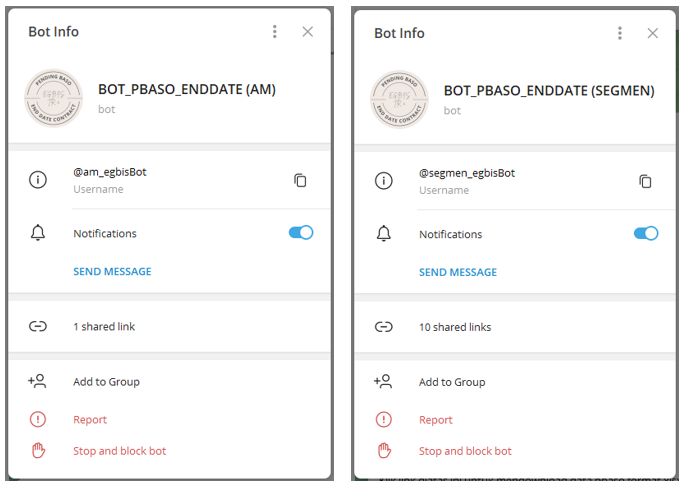 Bot Info
PENDING BASO
END DATE CONTRACT
BOT_PBASO_ENDDATE (AM)
bot
@am_egbisBot
Username
Notifications
SEND MESSAGE
1 shared link
Add to Group
Report
Stop and block bot
Bot Info
PENDING BASO
END DATE CONTRACT
BOT_PBASO_ENDDATE (SEGMEN)
bot
@segmen_egbisBot
Username
Notifications
SEND MESSAGE
10 shared links
Add to Group
Report
Stop and block bot